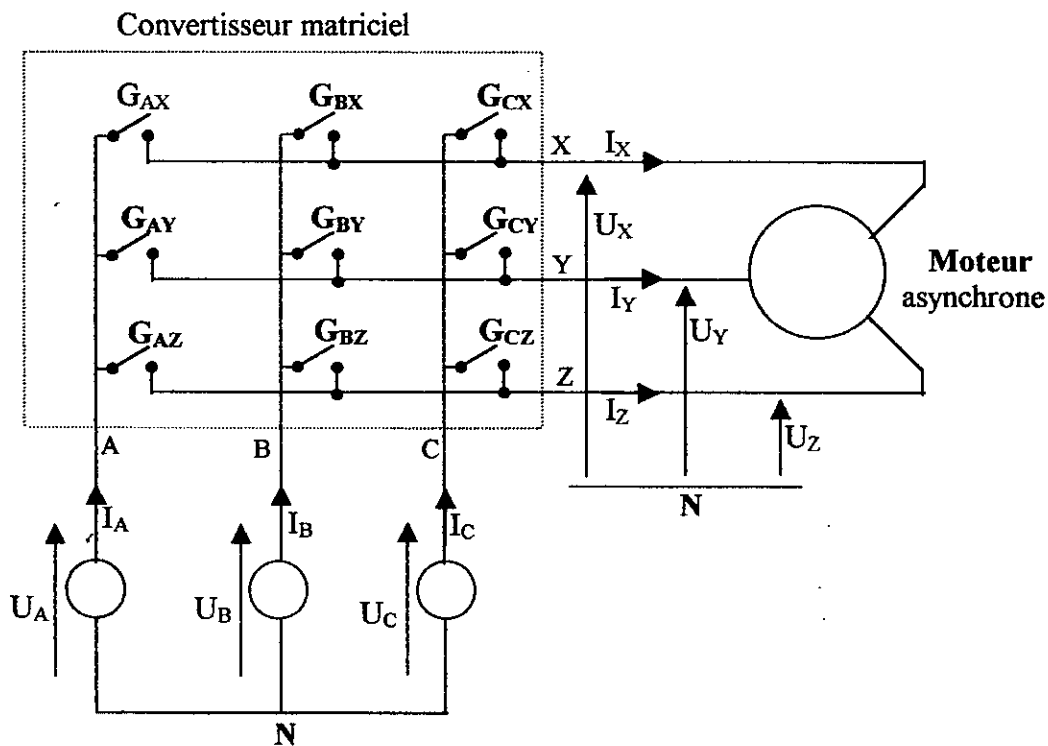 Convertisseur matriciel
G_AX G_BX G_CX
X I_X
U_X
G_AY G_BY G_CY
Y I_Y
U_Y
Moteur
asynchrone
G_AZ G_BZ G_CZ
Z I_Z
U_Z
A B C
N
I_A I_B I_C
U_A U_B U_C
N